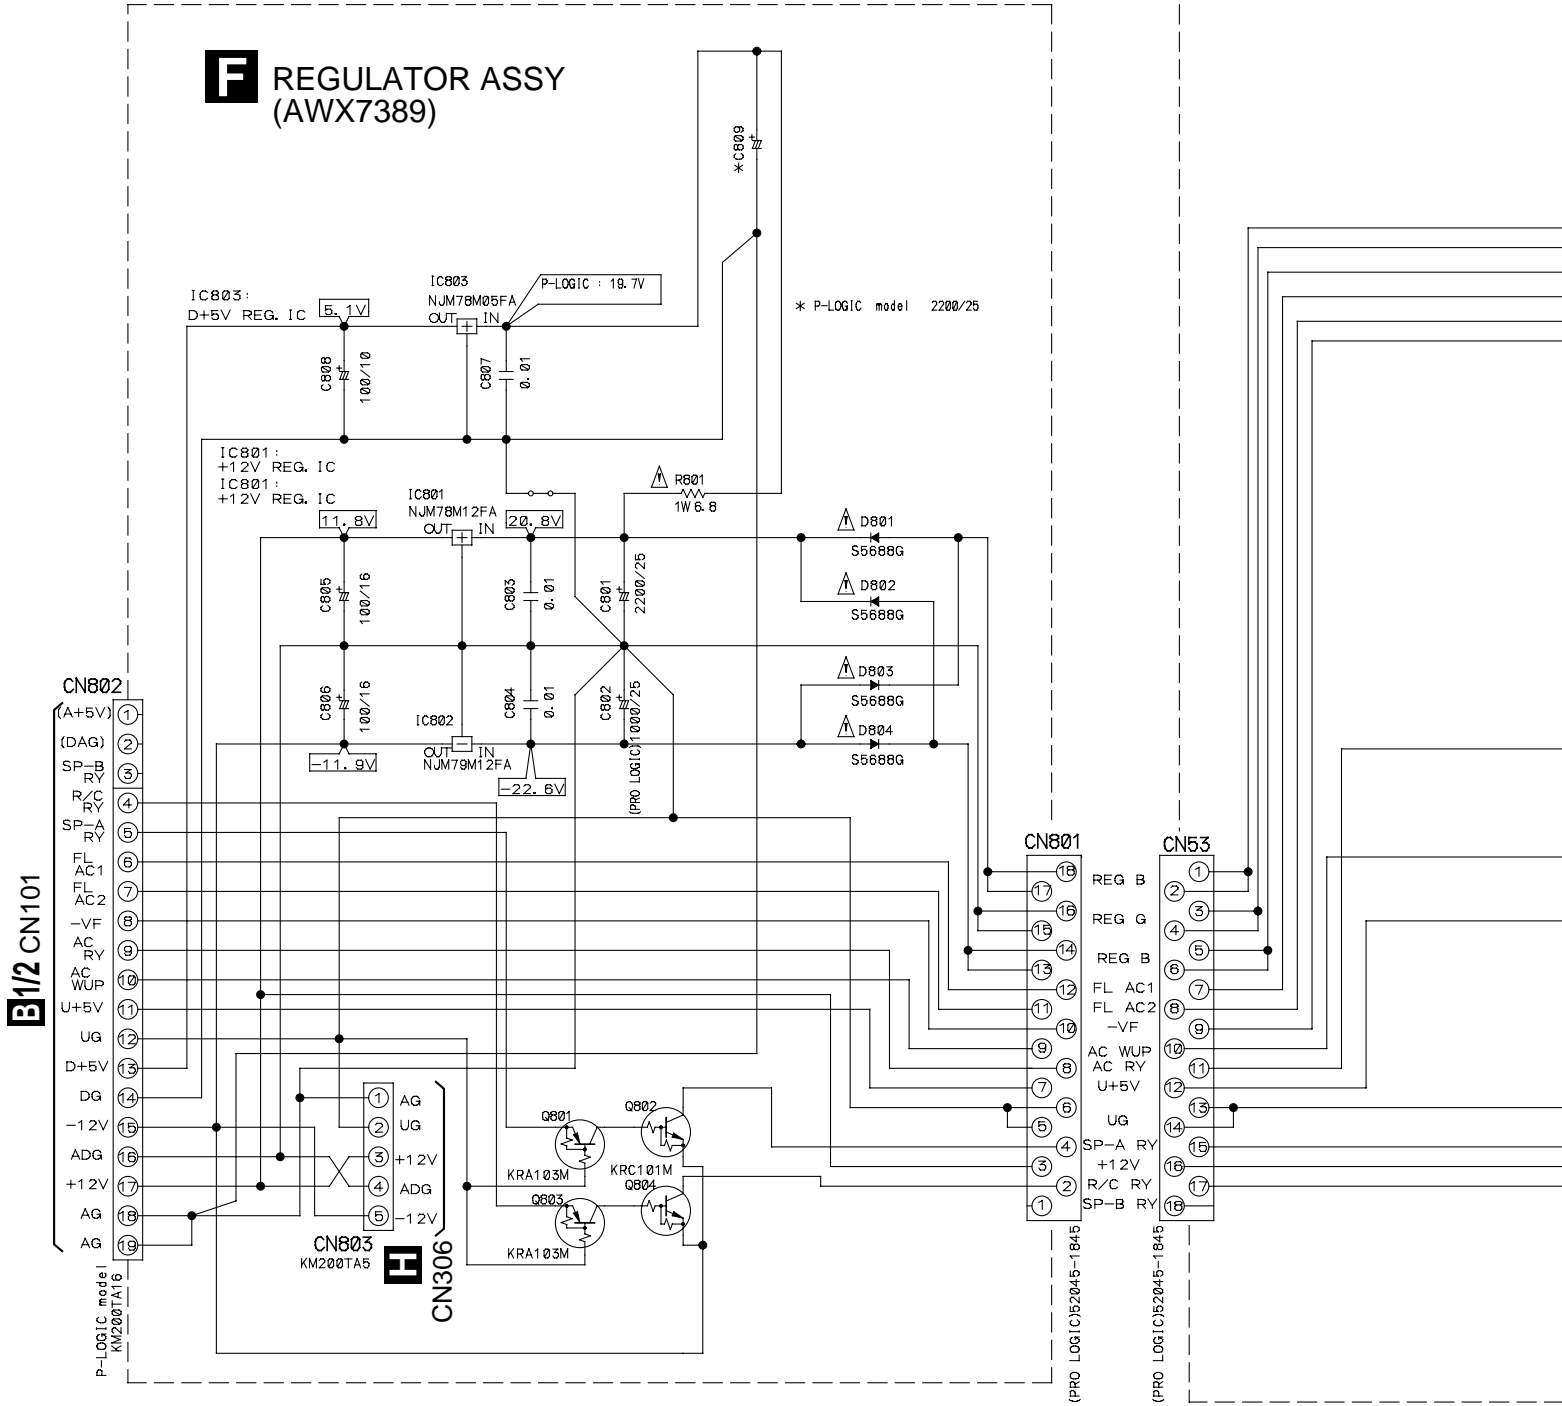 F REGULATOR ASSY
(AWX7389)
*C809
IC803
NJM78M05FA
OUT IN
P-LOGIC : 19.7V
IC803:
D+5V REG. IC
5.1V
* P-LOGIC model 2200/25
C808
100/10
C807
0.01
IC801:
+12V REG. IC
IC801:
+12V REG. IC
R801
1W 6.8
IC801
NJM78M12FA
OUT IN
11.8V
20.8V
D801
S5688G
D802
S5688G
C805
100/16
C803
0.01
C801
2200/25
D803
S5688G
D804
S5688G
C806
100/16
C804
0.01
C802
(PRO LOGIC)1000/25
IC802
OUT IN
NJM79M12FA
-11.9V
-22.6V
CN802
(A+5V) 1
(DAG) 2
SP-B RY 3
R/C RY 4
SP-A RY 5
FL AC1 6
FL AC2 7
-VF 8
AC RY 9
AC WUP 10
U+5V 11
UG 12
D+5V 13
DG 14
-12V 15
ADG 16
+12V 17
AG 18
AG 19
B1/2 CN101
P-LOGIC model
KM200TA16
1 AG
2 UG
3 +12V
4 ADG
5 -12V
CN803
KM200TA5
H CN306
Q801
KRA103M
Q802
KRC101M
Q803
KRA103M
Q804
CN801
CN53
18 REG B 1
17 2
16 REG G 3
15 4
14 REG B 5
13 6
12 FL AC1 7
11 FL AC2 8
10 -VF 9
9 AC WUP 10
8 AC RY 11
7 U+5V 12
6 UG 13
5 14
4 SP-A RY 15
3 +12V 16
2 R/C RY 17
1 SP-B RY 18
(PRO LOGIC)52045-1845
(PRO LOGIC)52045-1845